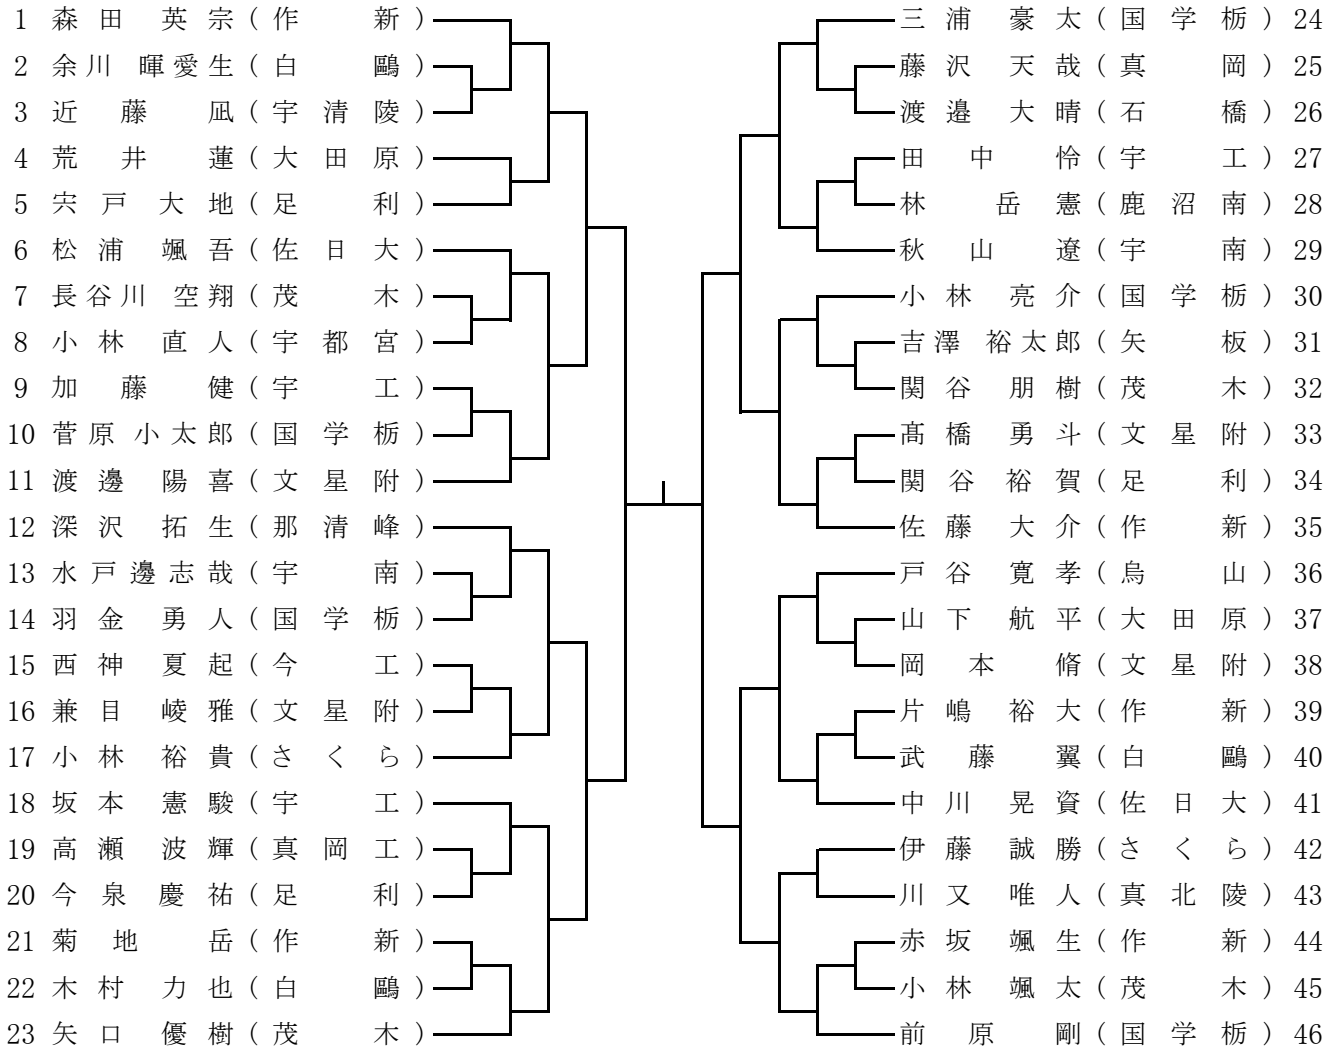 1 森田 英宗(作新)
2 余川 暉愛生(白鷗)
3 近藤 凪(宇清陵)
4 荒井 蓮(大田原)
5 宍戸 大地(足利)
6 松浦 颯吾(佐日大)
7 長谷川 空翔(茂木)
8 小林 直人(宇都宮)
9 加藤 健(宇工)
10 菅原 小太郎(国学栃)
11 渡邊 陽喜(文星附)
12 深沢 拓生(那清峰)
13 水戸邊志哉(宇南)
14 羽金 勇人(国学栃)
15 西神 夏起(今工)
16 兼目 崚雅(文星附)
17 小林 裕貴(さくら)
18 坂本 憲駿(宇工)
19 高瀬 波輝(真岡工)
20 今泉 慶祐(足利)
21 菊地 岳(作新)
22 木村 力也(白鷗)
23 矢口 優樹(茂木)
三浦 豪太(国学栃) 24
藤沢 天哉(真岡) 25
渡邉 大晴(石橋) 26
田中 怜(宇工) 27
林 岳憲(鹿沼南) 28
秋山 遼(宇南) 29
小林 亮介(国学栃) 30
吉澤 裕太郎(矢板) 31
関谷 朋樹(茂木) 32
髙橋 勇斗(文星附) 33
関谷 裕賀(足利) 34
佐藤 大介(作新) 35
戸谷 寛孝(烏山) 36
山下 航平(大田原) 37
岡本 脩(文星附) 38
片嶋 裕大(作新) 39
武藤 翼(白鷗) 40
中川 晃資(佐日大) 41
伊藤 誠勝(さくら) 42
川又 唯人(真北陵) 43
赤坂 颯生(作新) 44
小林 颯太(茂木) 45
前原 剛(国学栃) 46